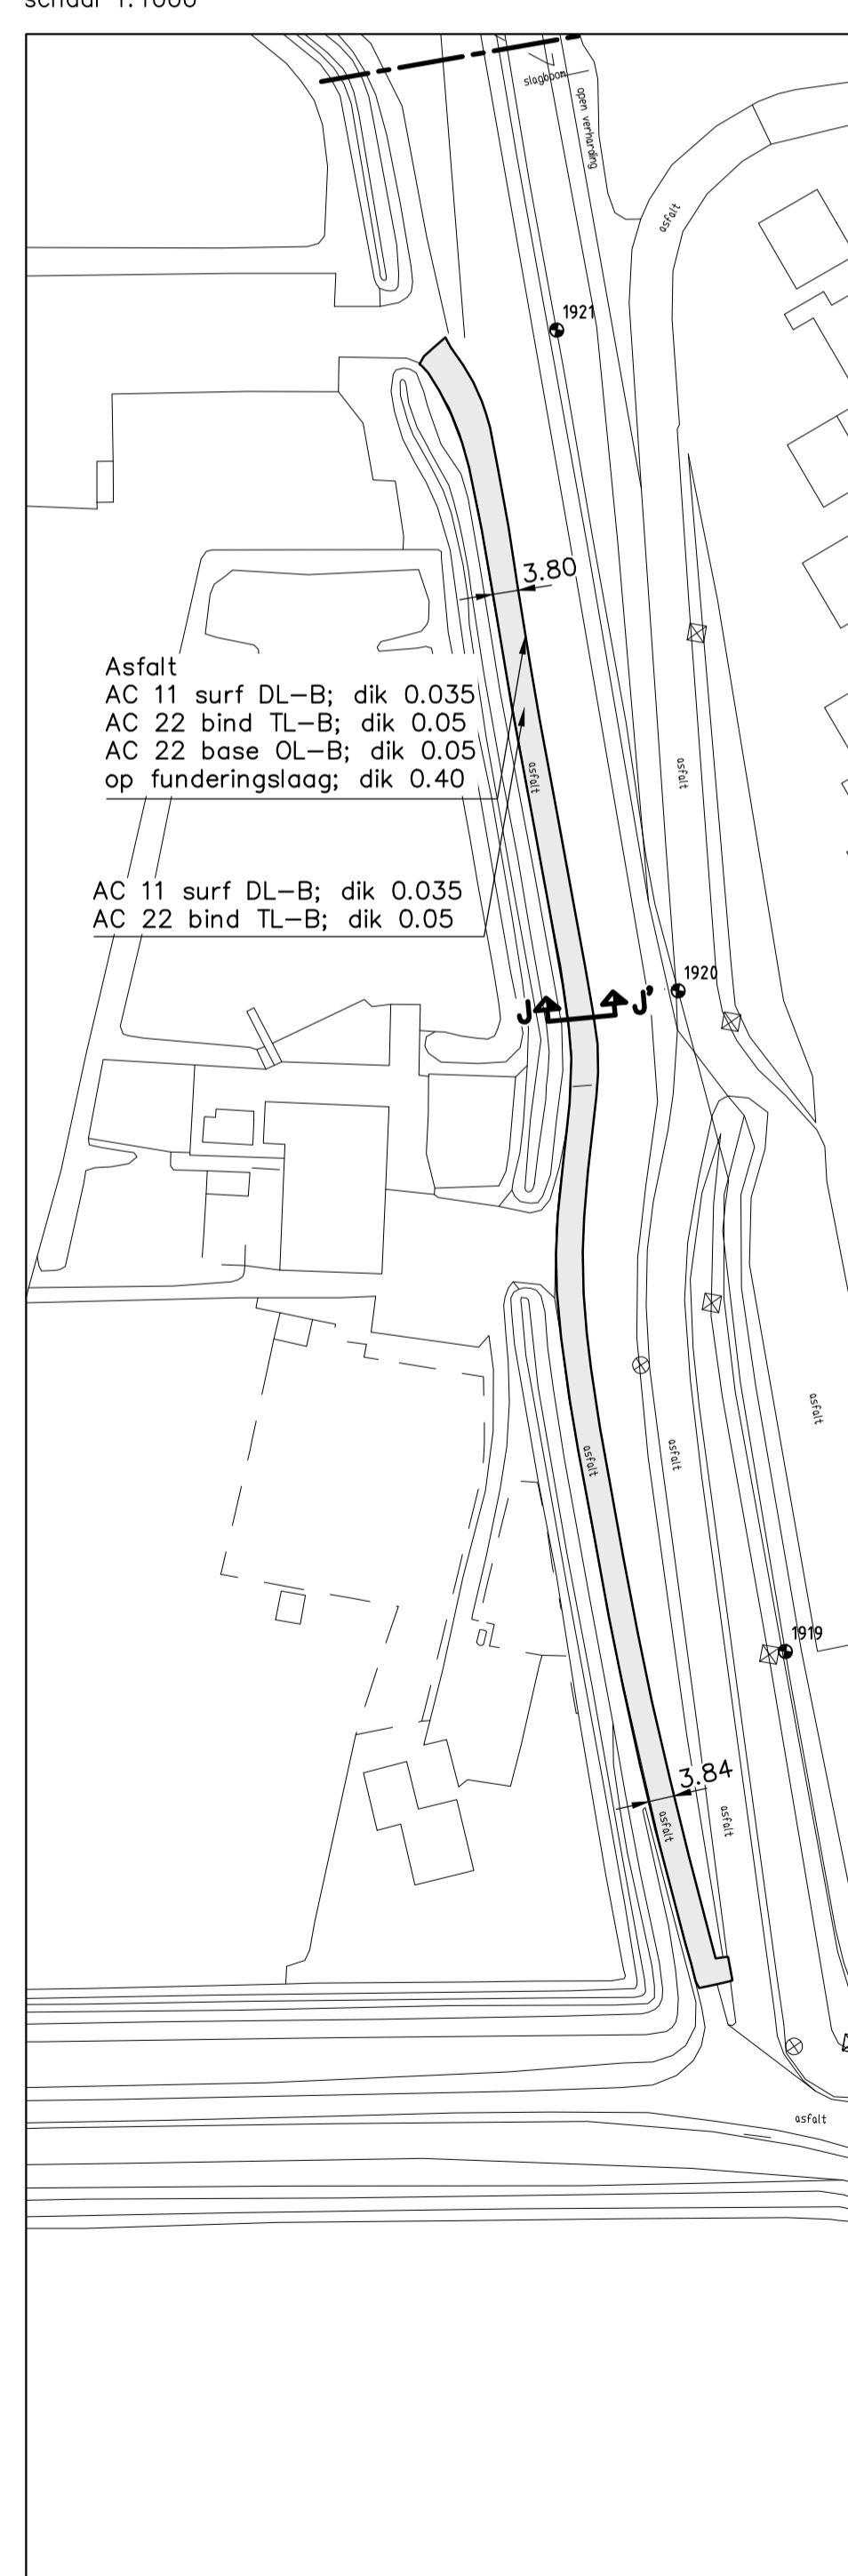 schaal 1:1000
slagboom
open verharding
asfalt
1921
3.80
Asfalt
AC 11 surf DL-B; dik 0.035
AC 22 bind TL-B; dik 0.05
AC 22 base OL-B; dik 0.05
op funderingslaag; dik 0.40
asfalt
asfalt
AC 11 surf DL-B; dik 0.035
AC 22 bind TL-B; dik 0.05
1920
J
J'
asfalt
asfalt
asfalt
1919
3.84
asfalt
asfalt
asfalt